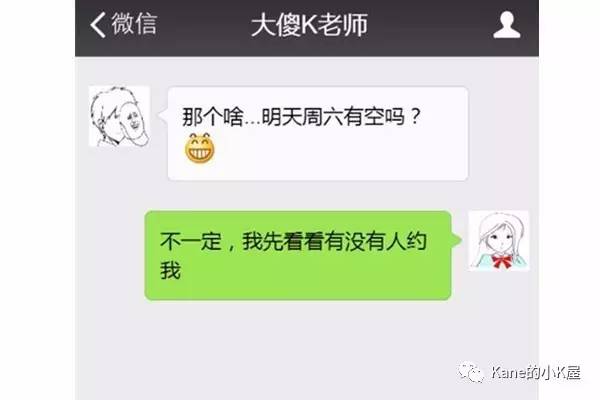 微信
大傻K老师
那个啥...明天周六有空吗？
不一定，我先看看有没有人约
我
Kane的小K屋